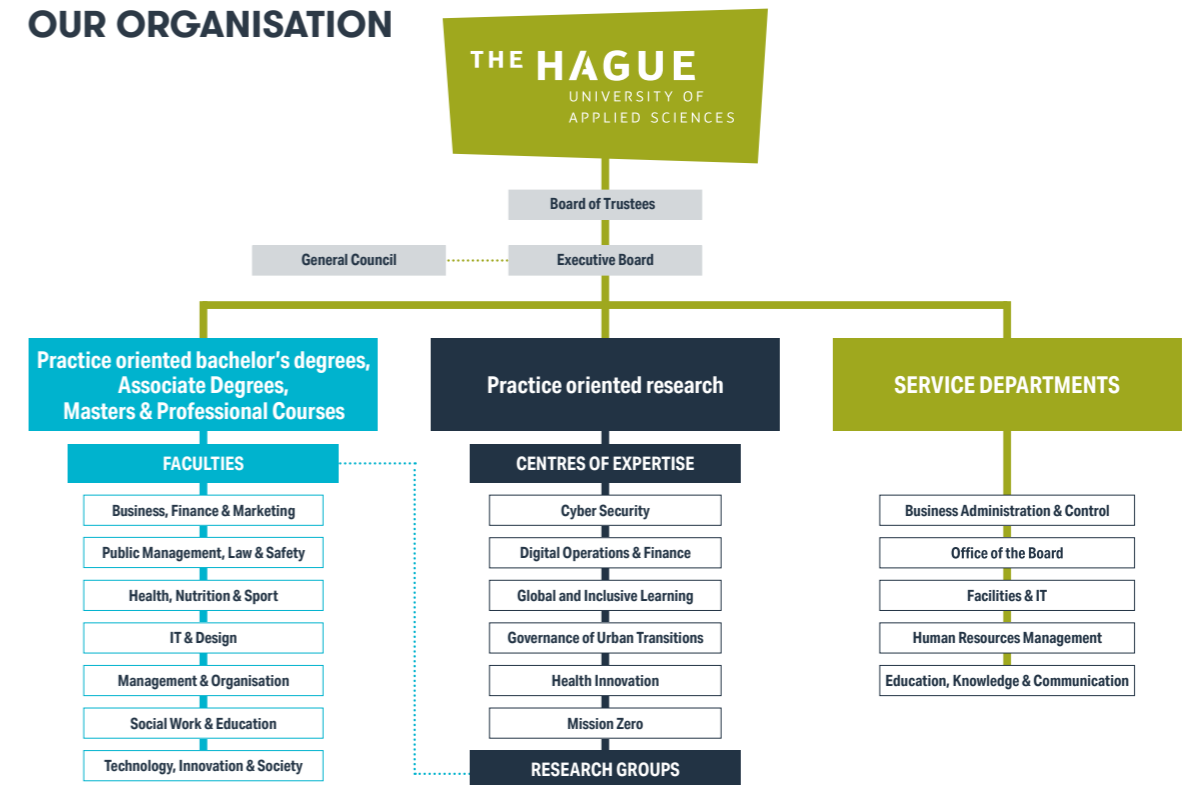 OUR ORGANISATION
THE HAGUE
UNIVERSITY OF
APPLIED SCIENCES
Board of Trustees
General Council
Executive Board
Practice oriented bachelor's degrees,
Associate Degrees,
Masters & Professional Courses
FACULTIES
Business, Finance & Marketing
Public Management, Law & Safety
Health, Nutrition & Sport
IT & Design
Management & Organisation
Social Work & Education
Technology, Innovation & Society
Practice oriented research
CENTRES OF EXPERTISE
Cyber Security
Digital Operations & Finance
Global and Inclusive Learning
Governance of Urban Transitions
Health Innovation
Mission Zero
RESEARCH GROUPS
SERVICE DEPARTMENTS
Business Administration & Control
Office of the Board
Facilities & IT
Human Resources Management
Education, Knowledge & Communication